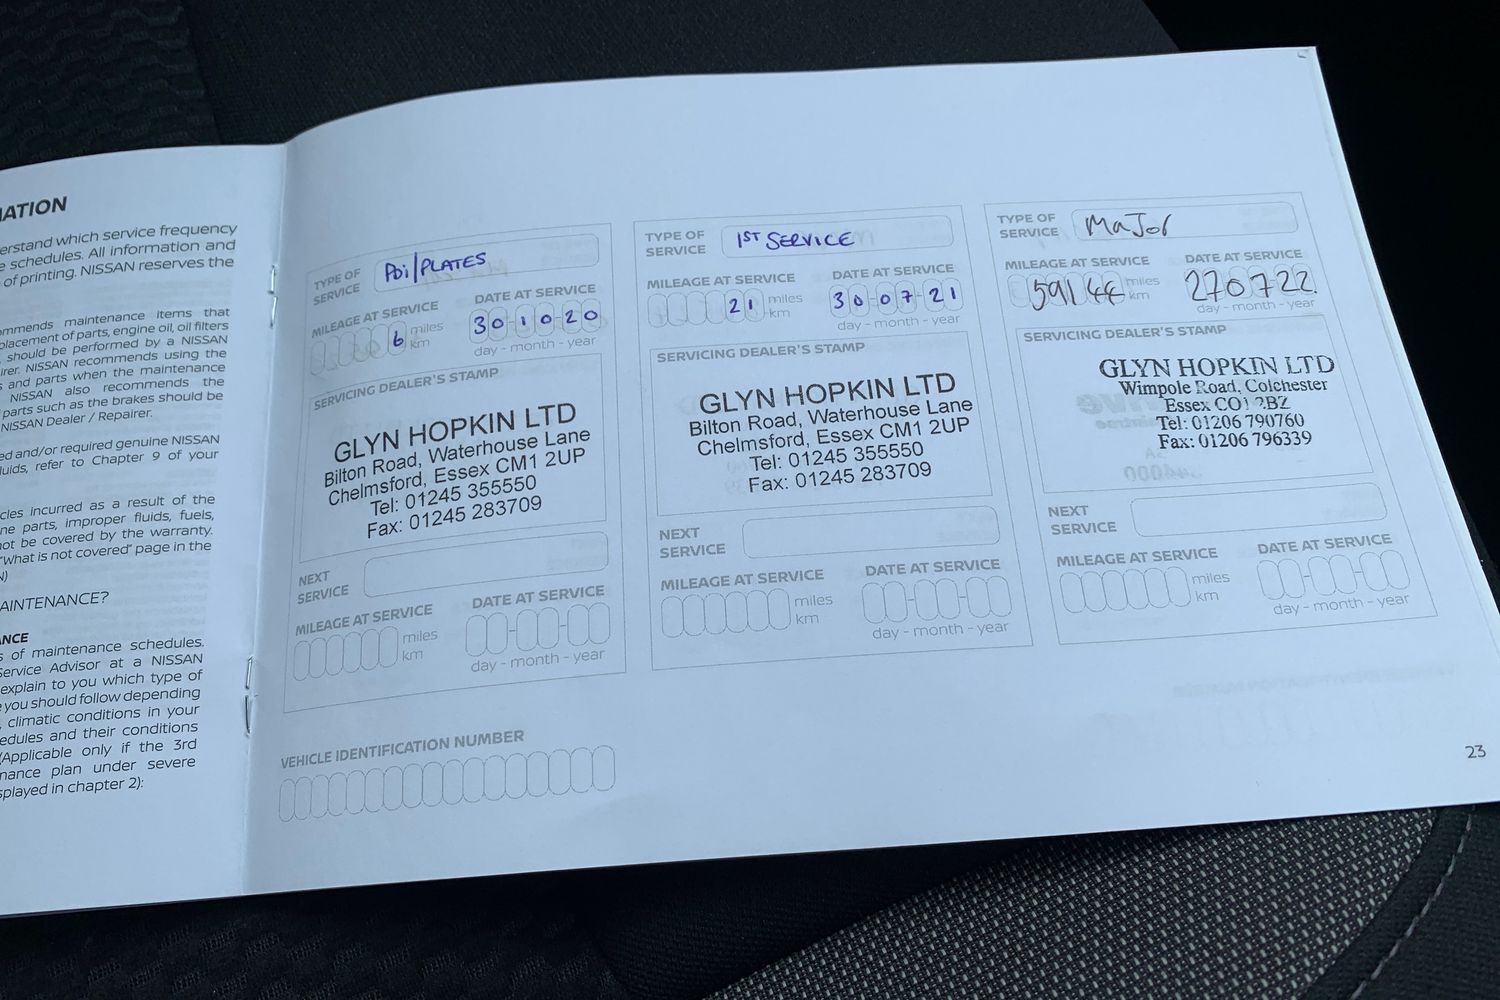 IATION
erstand which service frequency
e schedules. All information and
of printing. NISSAN reserves the
ommends maintenance items that
placement of parts, engine oil, oil filters
should be performed by a NISSAN
irer. NISSAN recommends using the
s and parts when the maintenance
NISSAN also recommends the
parts such as the brakes should be
NISSAN Dealer / Repairer.
ed and/or required genuine NISSAN
luids, refer to Chapter 9 of your
cles incurred as a result of the
ne parts, improper fluids, fuels,
not be covered by the warranty.
"What is not covered" page in the
N)
AINTENANCE?
NCE
s of maintenance schedules.
Service Advisor at a NISSAN
explain to you which type of
e you should follow depending
, climatic conditions in your
edules and their conditions
(Applicable only if the 3rd
nance plan under severe
splayed in chapter 2):
TYPE OF
SERVICE
PDi/PLATES
MILEAGE AT SERVICE
6 miles
km
DATE AT SERVICE
30-10-20
day - month - year
SERVICING DEALER'S STAMP
GLYN HOPKIN LTD
Bilton Road, Waterhouse Lane
Chelmsford, Essex CM1 2UP
Tel: 01245 355550
Fax: 01245 283709
NEXT
SERVICE
MILEAGE AT SERVICE
miles
km
DATE AT SERVICE
day - month - year
VEHICLE IDENTIFICATION NUMBER
TYPE OF
SERVICE
1ST SERVICE
MILEAGE AT SERVICE
21 miles
km
DATE AT SERVICE
30-07-21
day - month - year
SERVICING DEALER'S STAMP
GLYN HOPKIN LTD
Bilton Road, Waterhouse Lane
Chelmsford, Essex CM1 2UP
Tel: 01245 355550
Fax: 01245 283709
NEXT
SERVICE
MILEAGE AT SERVICE
miles
km
DATE AT SERVICE
day - month - year
TYPE OF
SERVICE
MaJor
MILEAGE AT SERVICE
miles
km
DATE AT SERVICE
270722.
day - month - year
SERVICING DEALER'S STAMP
GLYN HOPKIN LTD
Wimpole Road, Colchester
Essex CO1 2BZ
Tel: 01206 790760
Fax: 01206 796339
NEXT
SERVICE
MILEAGE AT SERVICE
miles
km
DATE AT SERVICE
day - month - year
23